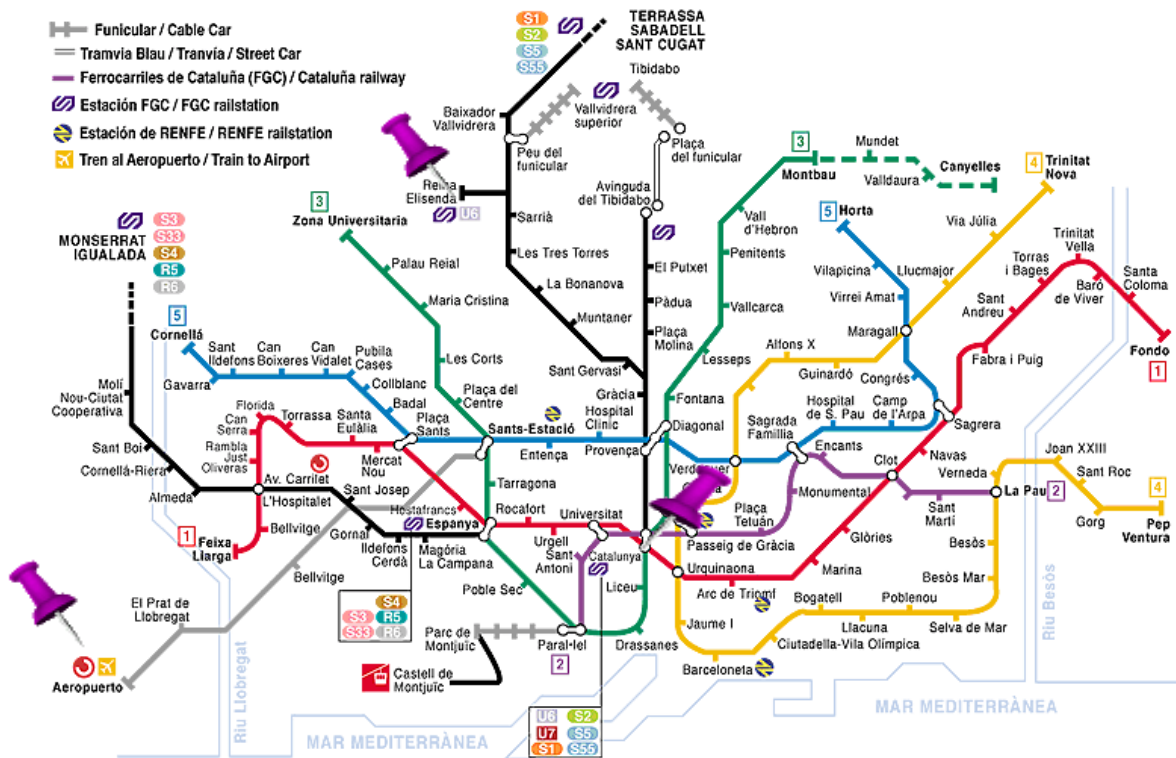 Funicular / Cable Car
Tramvia Blau / Tranvía / Street Car
Ferrocarriles de Cataluña (FGC) / Cataluña railway
Estación FGC / FGC railstation
Estación de RENFE / RENFE railstation
Tren al Aeropuerto / Train to Airport
S1
S2
S5
S55
TERRASSA
SABADELL
SANT CUGAT
Tibidabo
Baixador
Vallvidrera
Vallvidrera
superior
Peu del
funicular
Plaça
del funicular
Reina
Elisenda
U6
Avinguda
del Tibidabo
3
Montbau
Mundet
Valldaura
Canyelles
4
Trinitat
Nova
MONSERRAT
IGUALADA
S3
S33
S4
R5
R6
3
Zona Universitaria
Palau Reial
Maria Cristina
Les Corts
Plaça del
Centre
Sarrià
Les Tres Torres
La Bonanova
Muntaner
Sant Gervasi
Gràcia
El Putxet
Pàdua
Plaça
Molina
Vall
d'Hebron
Penitents
Vallcarca
Lesseps
Fontana
Diagonal
5
Horta
Vilapicina
Virrei Amat
Maragall
Congrés
Via Júlia
Llucmajor
Alfons X
Guinardó
Trinitat
Vella
Torras
i Bages
Baró
de Viver
Santa
Coloma
Sant
Andreu
Fabra i Puig
Fondo
1
5
Cornellá
Gavarra
Sant
Ildefons
Can
Boixeres
Can
Vidalet
Pubila
Cases
Collblanc
Badal
Plaça
Sants
Sants-Estació
Entença
Hospital
Clinic
Provença
Sagrada
Famillia
Hospital
de S. Pau
Camp
de l'Arpa
Encants
Sagrera
Navas
Clot
Molí
Nou-Ciutat
Cooperativa
Sant Boi
Cornellà-Riera
Almeda
Florida
Can
Serra
Rambla
Just
Oliveras
Torrassa
Santa
Eulàlia
Mercat
Nou
Av. Carrilet
L'Hospitalet
Bellvitge
1
Feixa
Llarga
Sant Josep
Gornal
Ildefons
Cerdà
Magória
La Campana
Hostafrancs
Espanya
Tarragona
Rocafort
Urgell
Universitat
Sant
Antoni
Catalunya
Passeig de Gràcia
Plaça
Teluán
Monumental
Glòries
Marina
Arc de Triomf
Urquinaona
Sant
Martí
Verneda
La Pau
2
Joan XXIII
Sant Roc
Gorg
4
Pep
Ventura
Besòs
Besòs Mar
Selva de Mar
Poblenou
Llacuna
Bogatell
Ciutadella-Vila Olímpica
Barceloneta
Jaume I
Liceu
Drassanes
Poble Sec
Paral•lel
2
Parc de
Montjuïc
Castell de
Montjuïc
Bellvitge
El Prat de
Llobregat
Aeropuerto
S4
S3
R5
S33
R6
U6
S2
U7
S5
S1
S55
Riu Llobregat
Riu Besòs
MAR MEDITERRÀNEA
MAR MEDITERRÀNEA